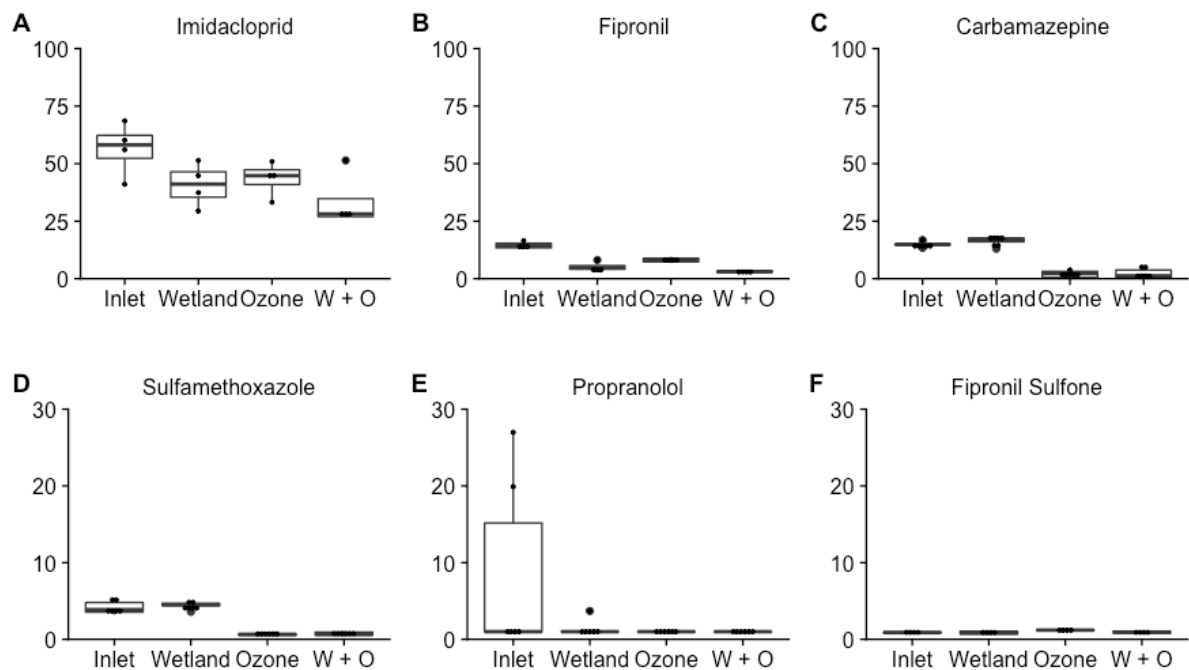 A Imidacloprid
100
75
50
25
0
Inlet Wetland Ozone W + O
B Fipronil
100
75
50
25
0
Inlet Wetland Ozone W + O
C Carbamazepine
100
75
50
25
0
Inlet Wetland Ozone W + O
D Sulfamethoxazole
30
20
10
0
Inlet Wetland Ozone W + O
E Propranolol
30
20
10
0
Inlet Wetland Ozone W + O
F Fipronil Sulfone
30
20
10
0
Inlet Wetland Ozone W + O